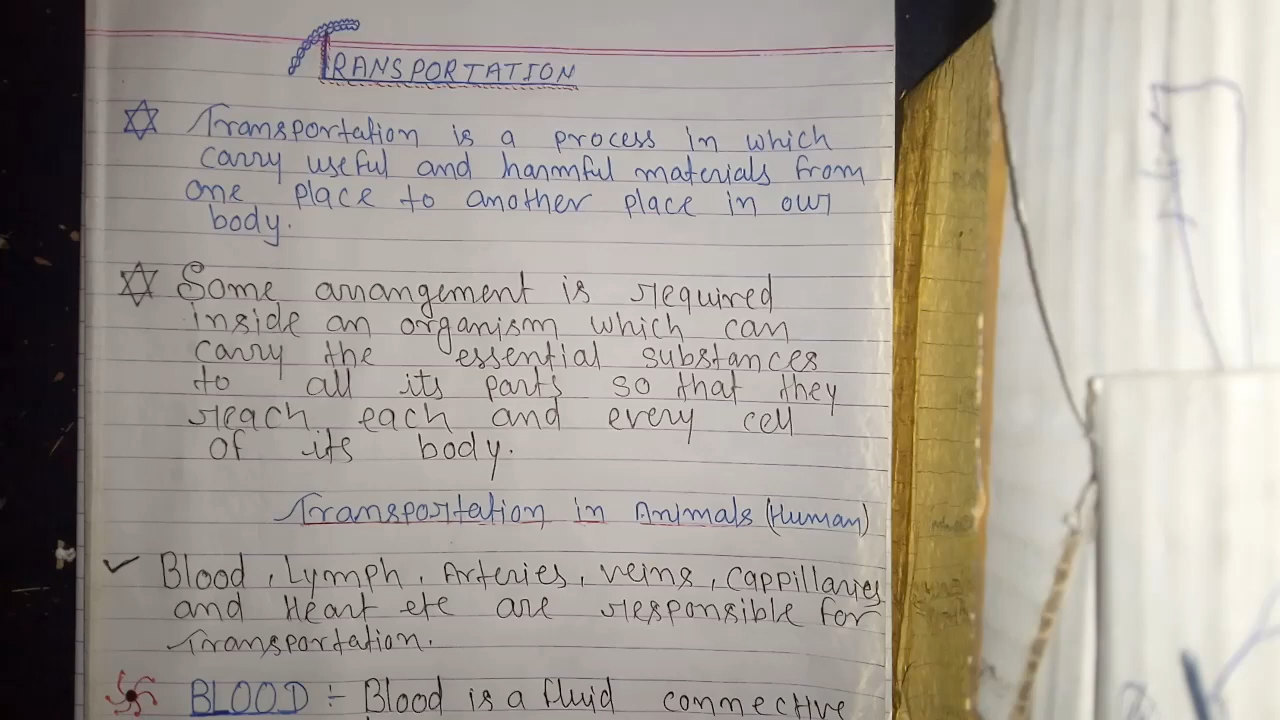 TRANSPORTATION
Transportation is a process in which
carry useful and harmful materials from
one place to another place in our
body.
Some arrangement is required
inside an organism which can
carry the essential substances
to all its parts so that they
reach each and every cell
of its body.
Transportation in Animals (Human)
Blood, Lymph, Arteries, veins, cappillaries
and Heart etc are responsible for
Transportation.
BLOOD :- Blood is a fluid connective